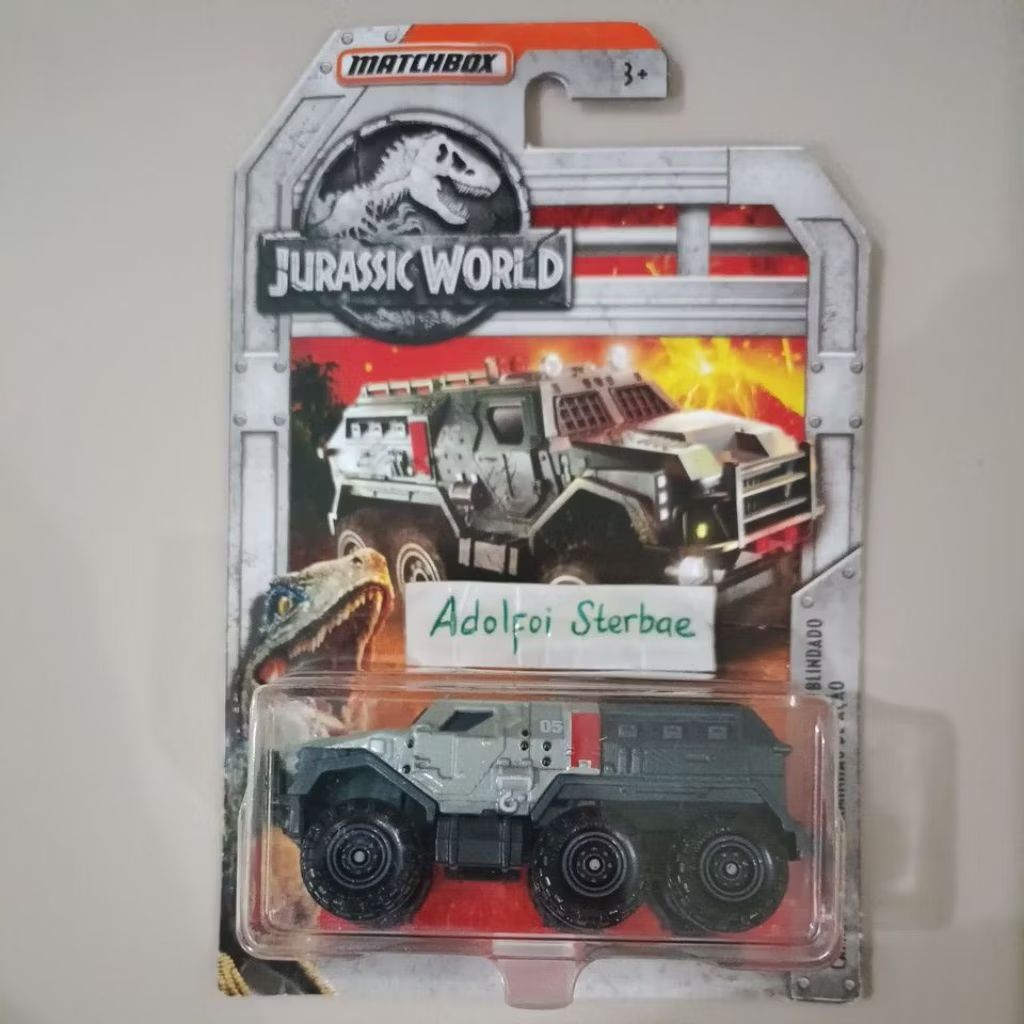 MATCHBOX
3+
JURASSIC WORLD
Adolfoi Sterbae
05
BLINDADO